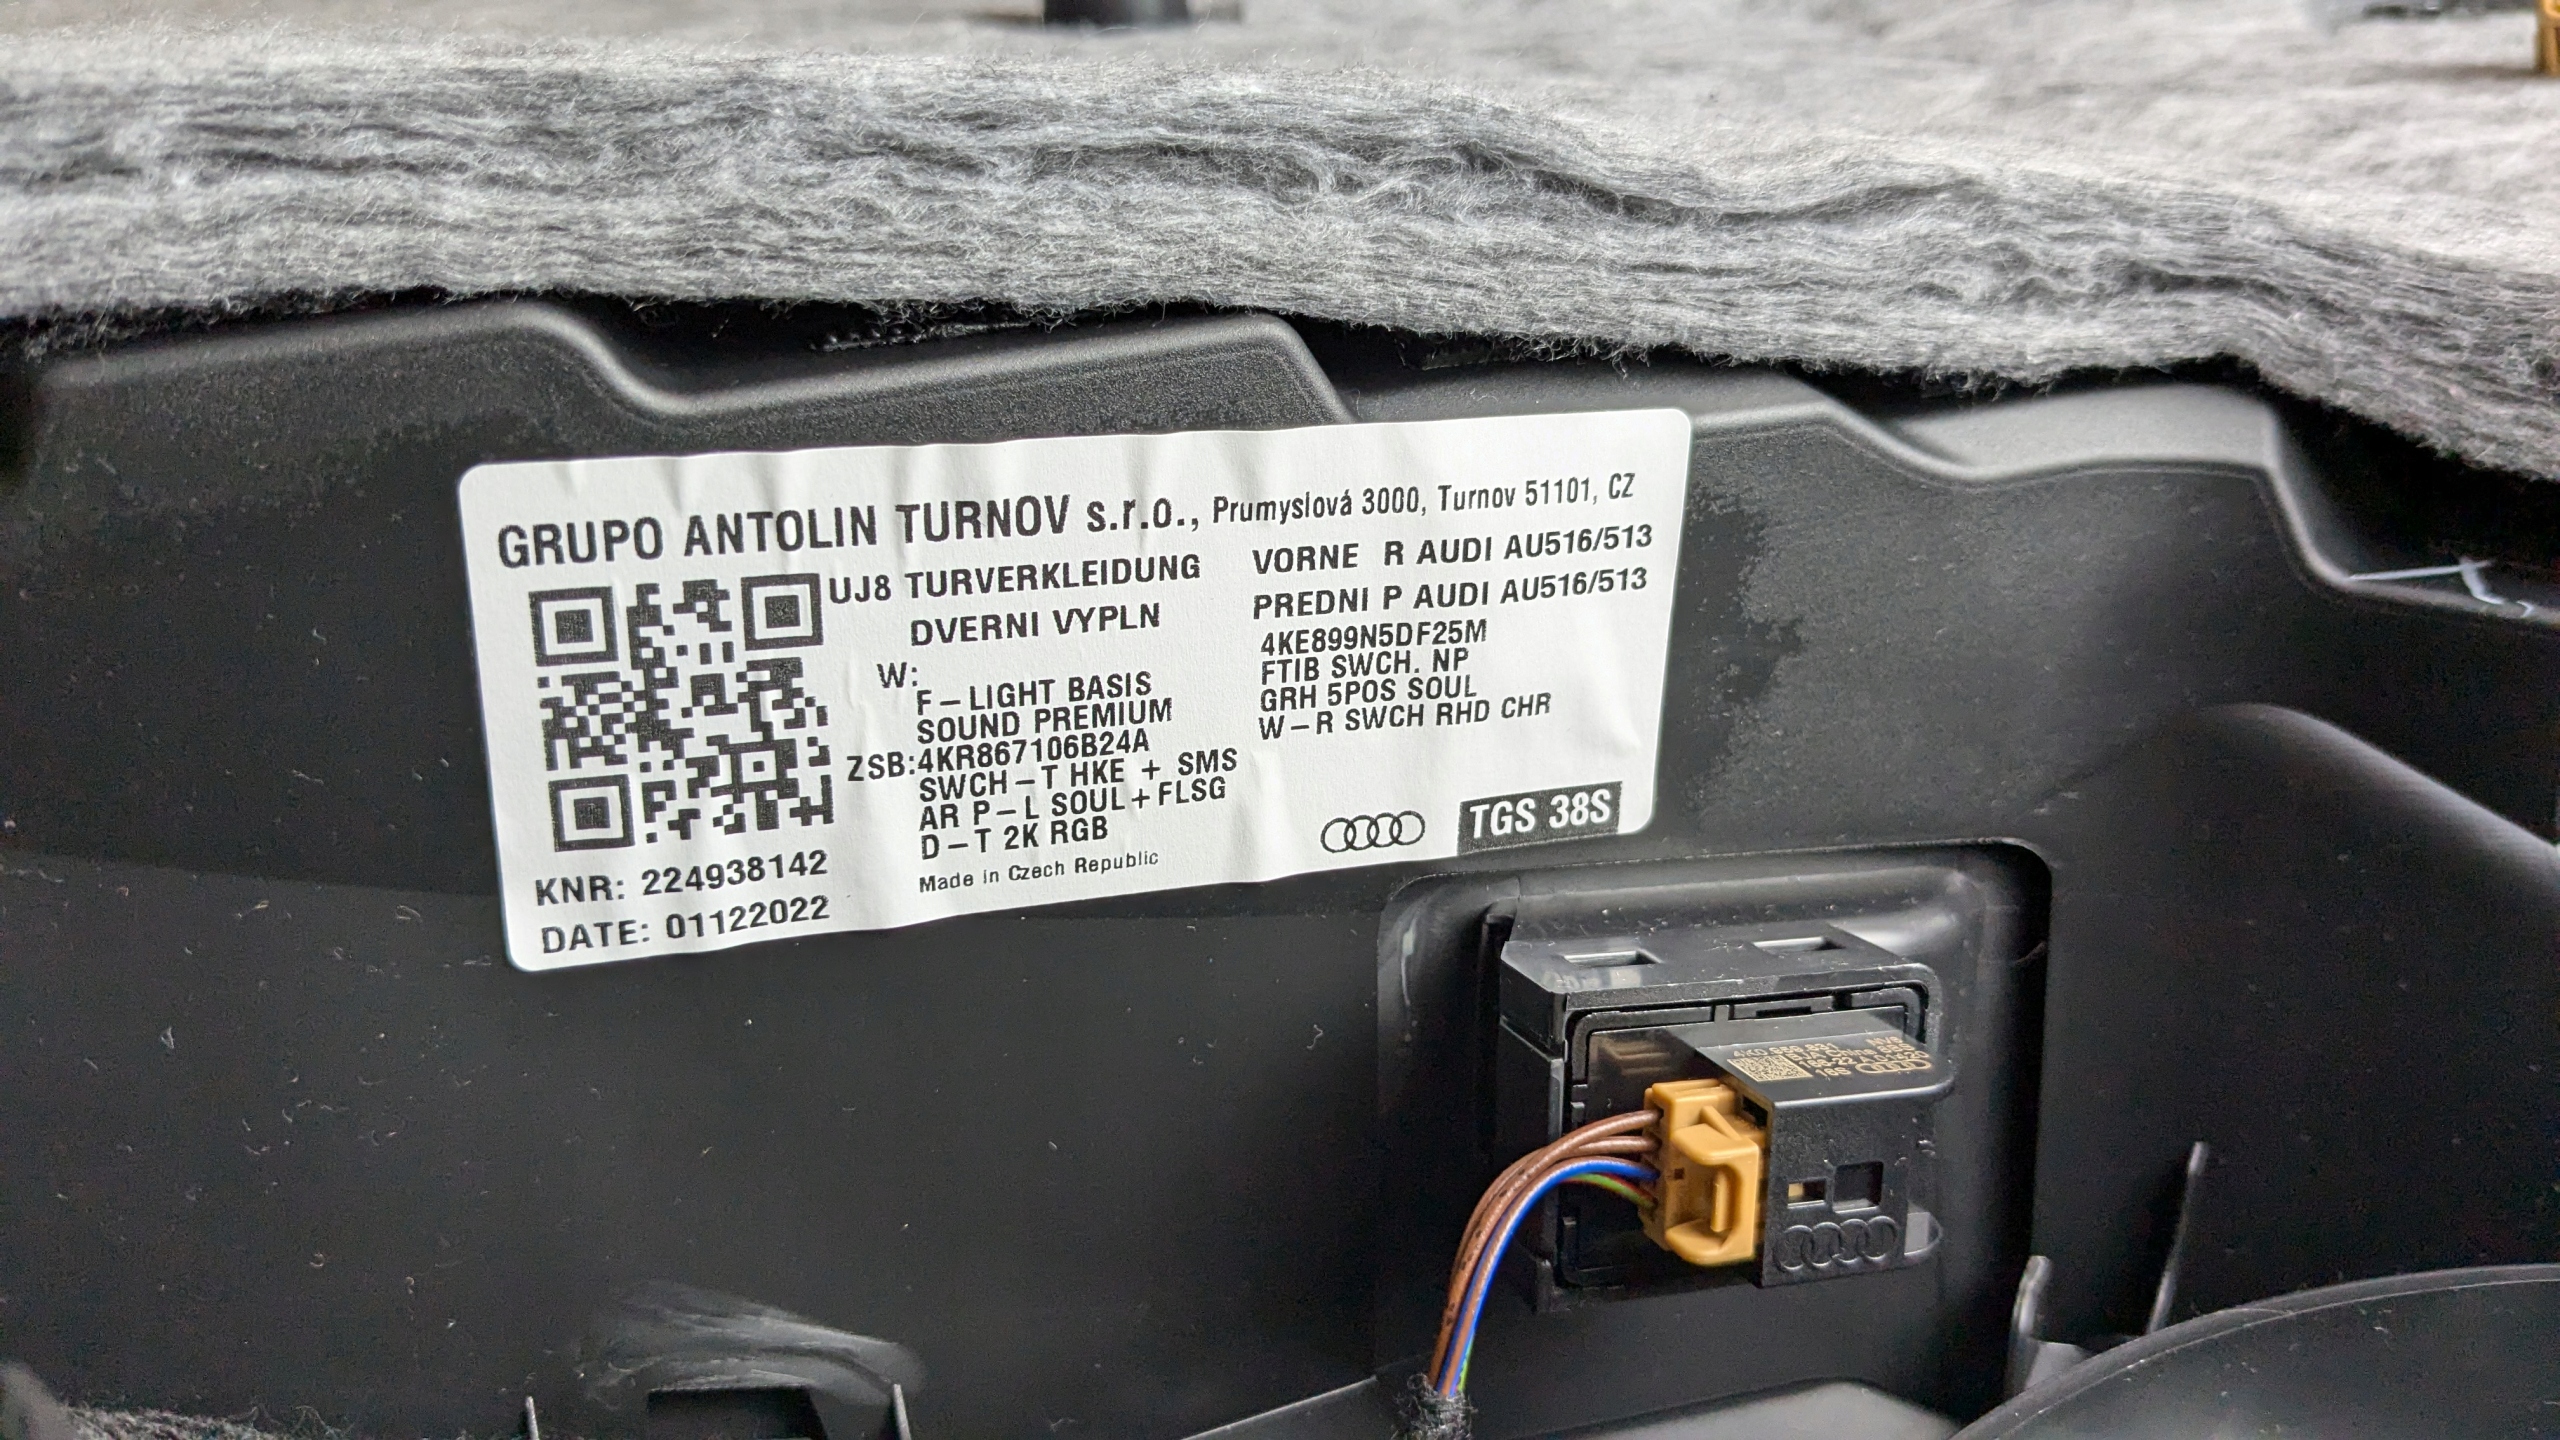 GRUPO ANTOLIN TURNOV s.r.o., Prumyslová 3000, Turnov 51101, CZ
UJ8 TURVERKLEIDUNG VORNE R AUDI AU516/513
DVERNI VYPLN PREDNI P AUDI AU516/513
4KE899N5DF25M
W: FTIB SWCH. NP
F-LIGHT BASIS GRH 5POS SOUL
SOUND PREMIUM W-R SWCH RHD CHR
ZSB:4KR867106B24A
SWCH-T HKE + SMS
AR P-L SOUL+FLSG
D-T 2K RGB
Made in Czech Republic
TGS 38S
KNR: 224938142
DATE: 01122022